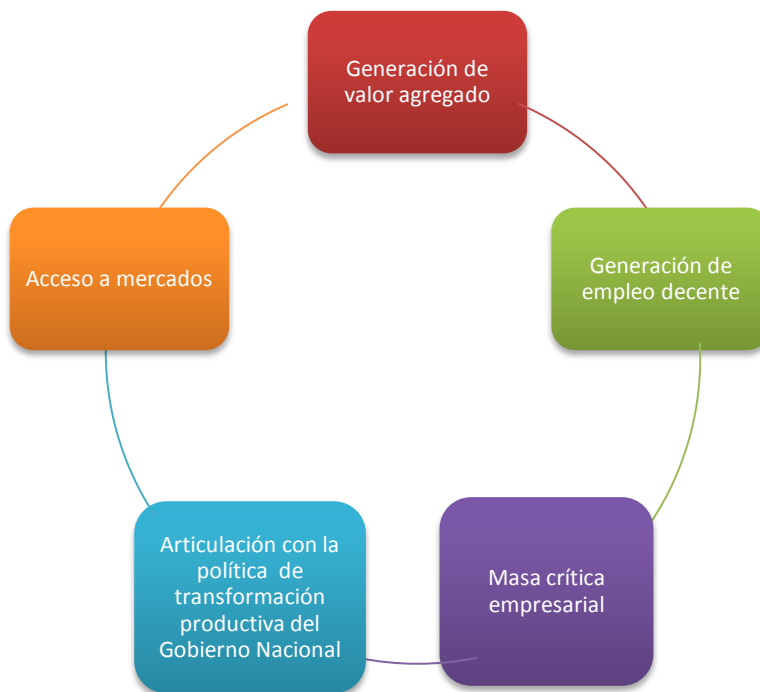 Generación de
valor agregado
Generación de
empleo decente
Masa crítica
empresarial
Articulación con la
política de
transformación
productiva del
Gobierno Nacional
Acceso a mercados